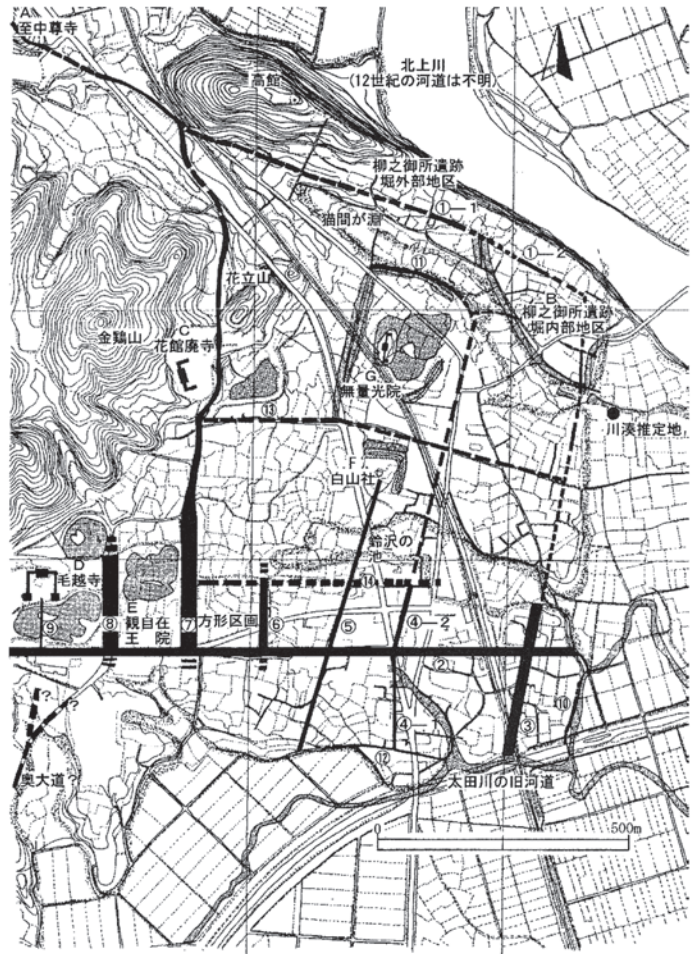 A
至中尊寺
高館
北上川
(12世紀の河道は不明)
柳之御所遺跡
堀外部地区
①―1
猫間が淵
①―2
⑪
B
柳之御所遺跡
堀内部地区
花立山
金鶏山
C
花館廃寺
G
無量光院
川湊推定地
⑬
F
白山社
鈴沢の
池
D
毛越寺
E
観自在
王院
⑭
⑨
⑧
⑦
方形区画
⑥
⑤
④―2
②
?
?
④
③
⑩
奥大道?
⑫
太田川の旧河道
0
500m